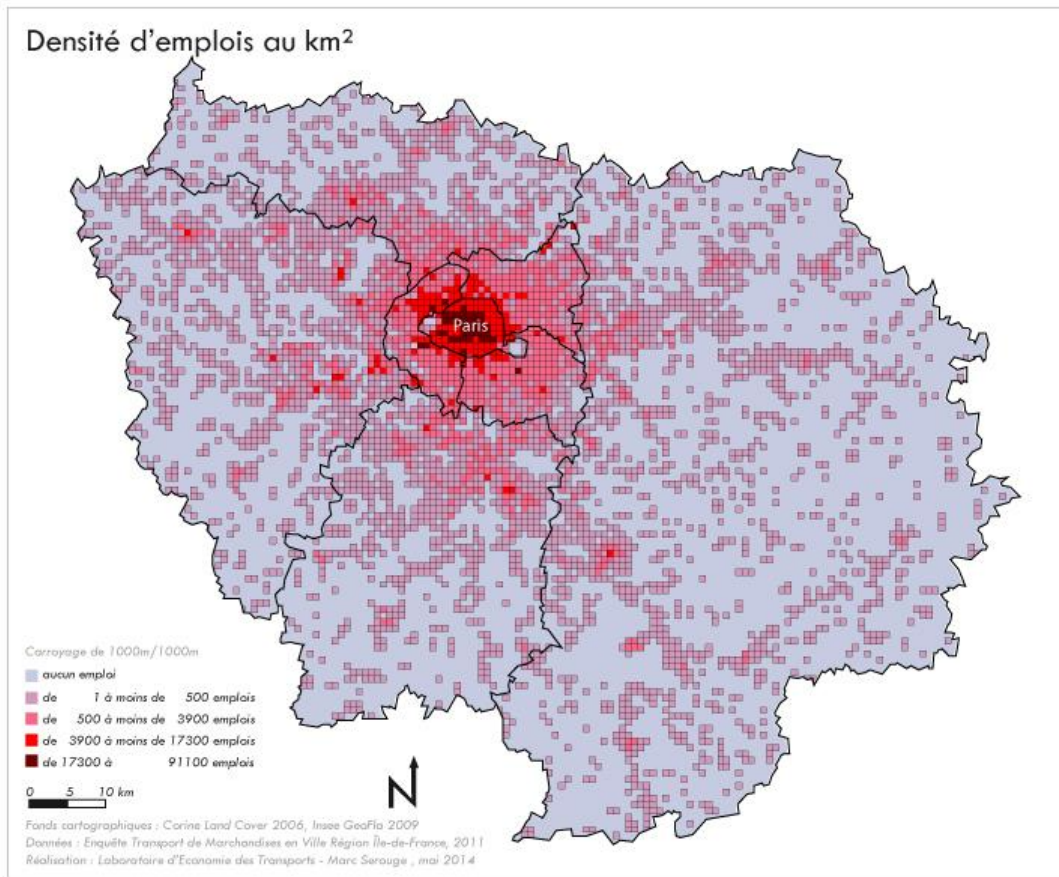 Densité d'emplois au km²
Paris
Carroyage de 1000m/1000m
aucun emploi
de 1 à moins de 500 emplois
de 500 à moins de 3900 emplois
de 3900 à moins de 17300 emplois
de 17300 à 91100 emplois
0 5 10 km
N
Fonds cartographiques : Corine Land Cover 2006, Insee GeoFla 2009
Données : Enquête Transport de Marchandises en Ville Région Île-de-France, 2011
Réalisation : Laboratoire d'Economie des Transports - Marc Serouge , mai 2014